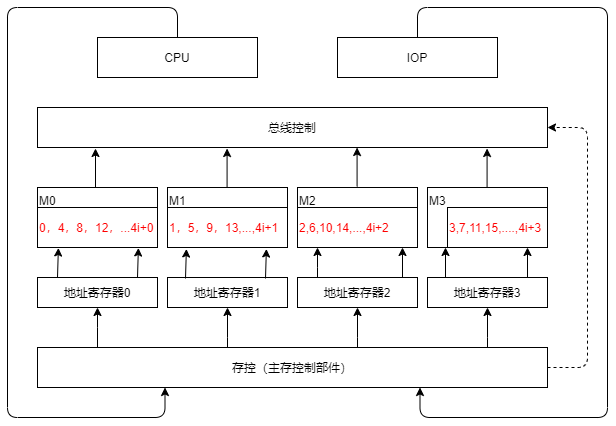 CPU
IOP
总线控制
M0
M1
M2
M3
0，4，8，12，...4i+0
1，5，9，13,...,4i+1
2,6,10,14,...,4i+2
3,7,11,15,....,4i+3
地址寄存器0
地址寄存器1
地址寄存器2
地址寄存器3
存控（主存控制部件）